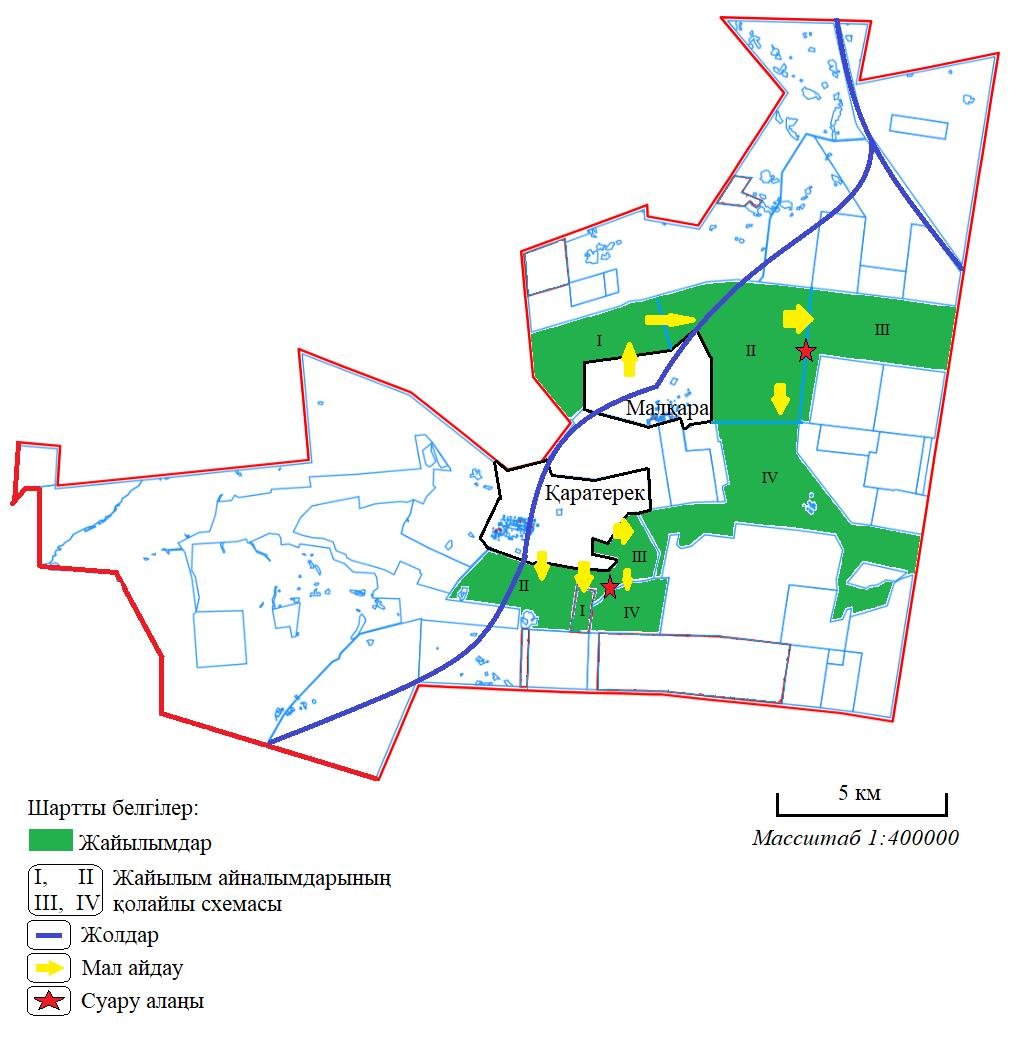 I
II
III
Малкара
IV
Қаратерек
III
II
I
IV
Шартты белгілер:
5 км
Жайылымдар
Масштаб 1:400000
I, II Жайылым айналымдарының
III, IV қолайлы схемасы
Жолдар
Мал айдау
Суару алаңы